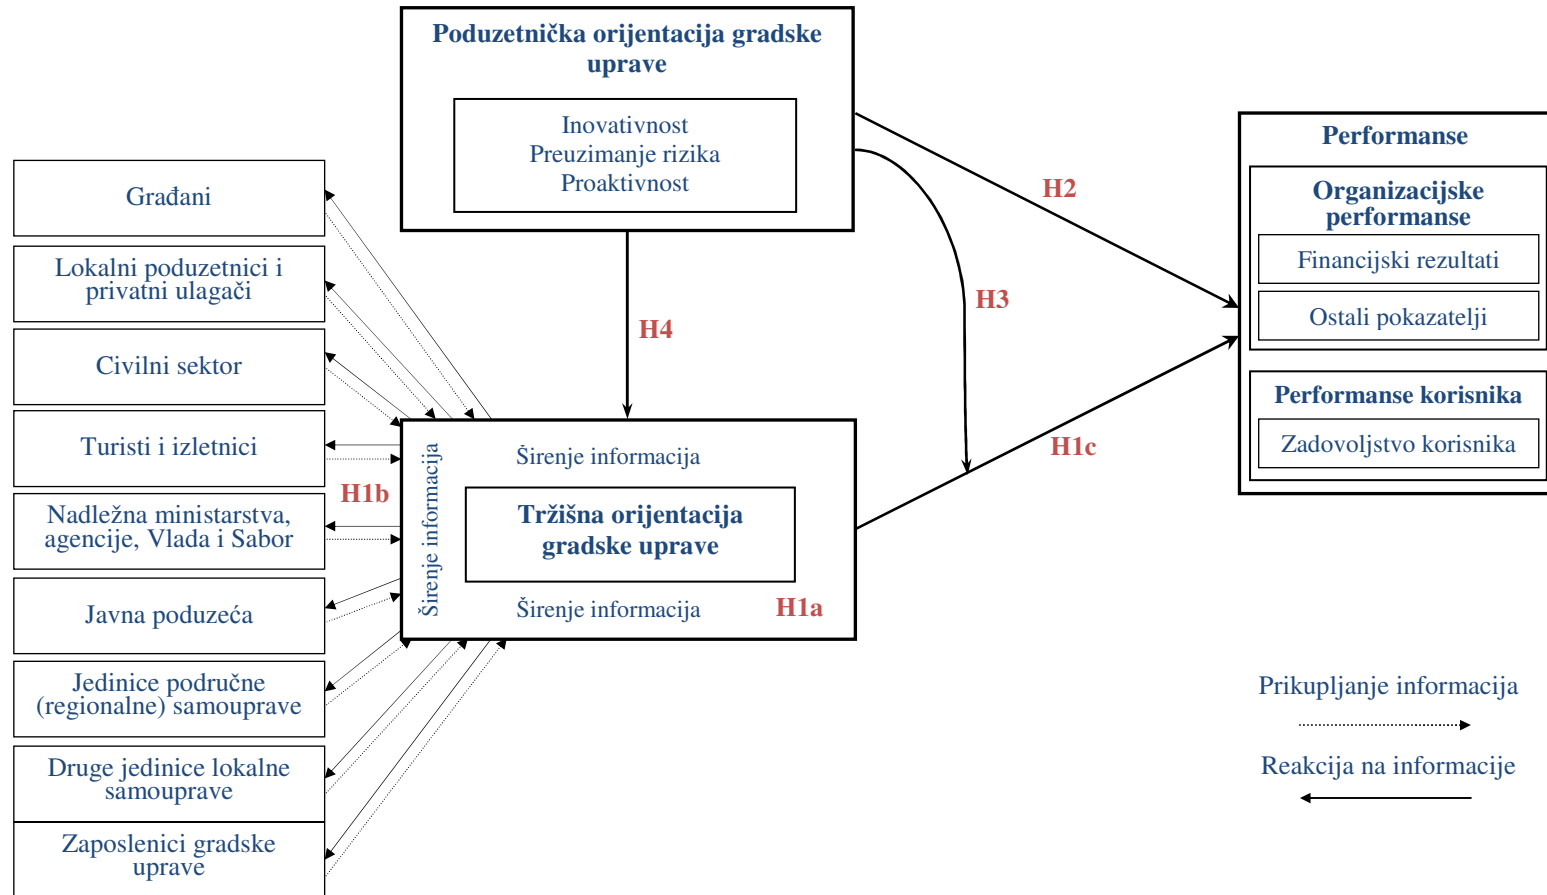 Poduzetnička orijentacija gradske
uprave
Inovativnost
Preuzimanje rizika
Proaktivnost
Građani
Lokalni poduzetnici i
privatni ulagači
Civilni sektor
Turisti i izletnici
Nadležna ministarstva,
agencije, Vlada i Sabor
Javna poduzeća
Jedinice područne
(regionalne) samouprave
Druge jedinice lokalne
samouprave
Zaposlenici gradske
uprave
H1b
H4
Širenje informacija
Širenje informacija
Tržišna orijentacija
gradske uprave
Širenje informacija
H1a
H2
H3
H1c
Performanse
Organizacijske
performanse
Financijski rezultati
Ostali pokazatelji
Performanse korisnika
Zadovoljstvo korisnika
Prikupljanje informacija
Reakcija na informacije